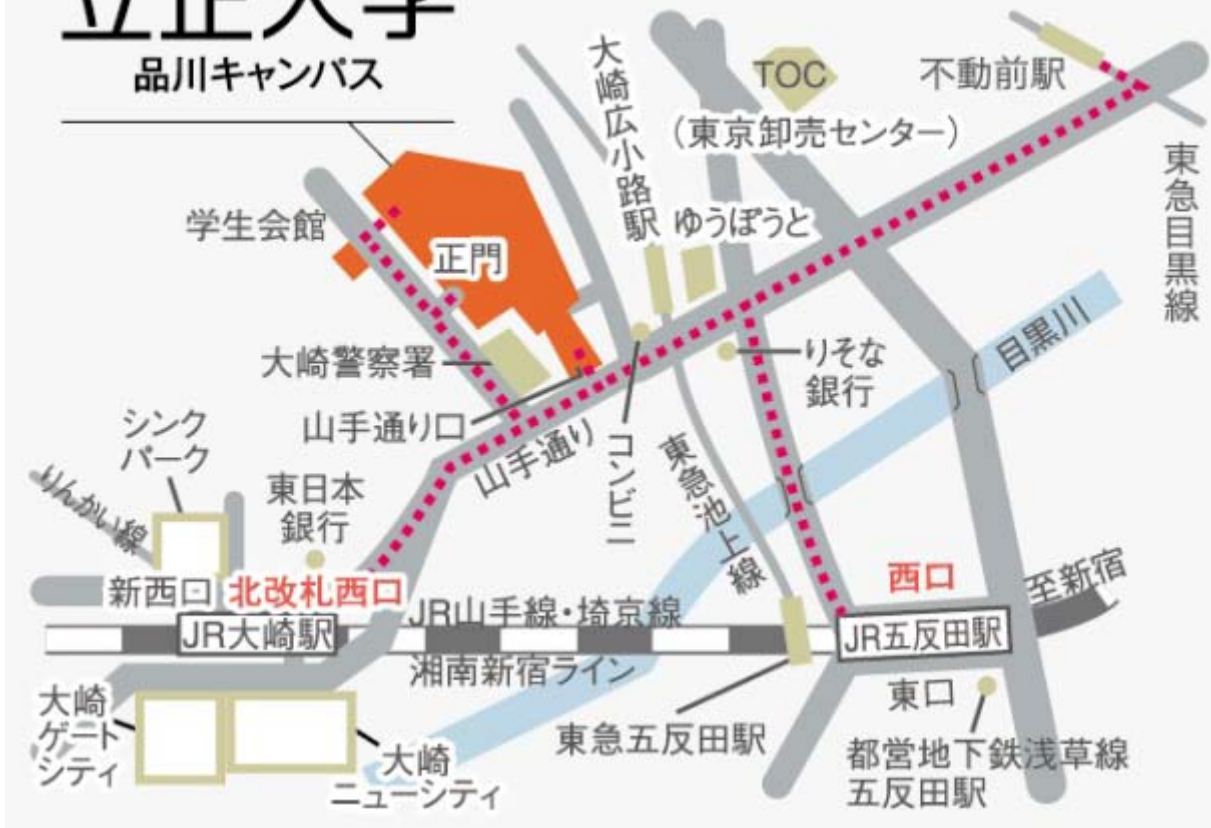 立正大学
品川キャンパス
大崎広小路駅
TOC
(東京卸売センター)
不動前駅
東急目黒線
学生会館
正門
ゆうぽうと
大崎警察署
山手通り口
山手通り
コンビニ
りそな
銀行
目黒川
東急池上線
シンク
パーク
りんかい線
東日本
銀行
新西口
北改札西口
JR大崎駅
JR山手線・埼京線
湘南新宿ライン
西口
JR五反田駅
至新宿
東口
大崎
ゲート
シティ
大崎
ニューシティ
東急五反田駅
都営地下鉄浅草線
五反田駅